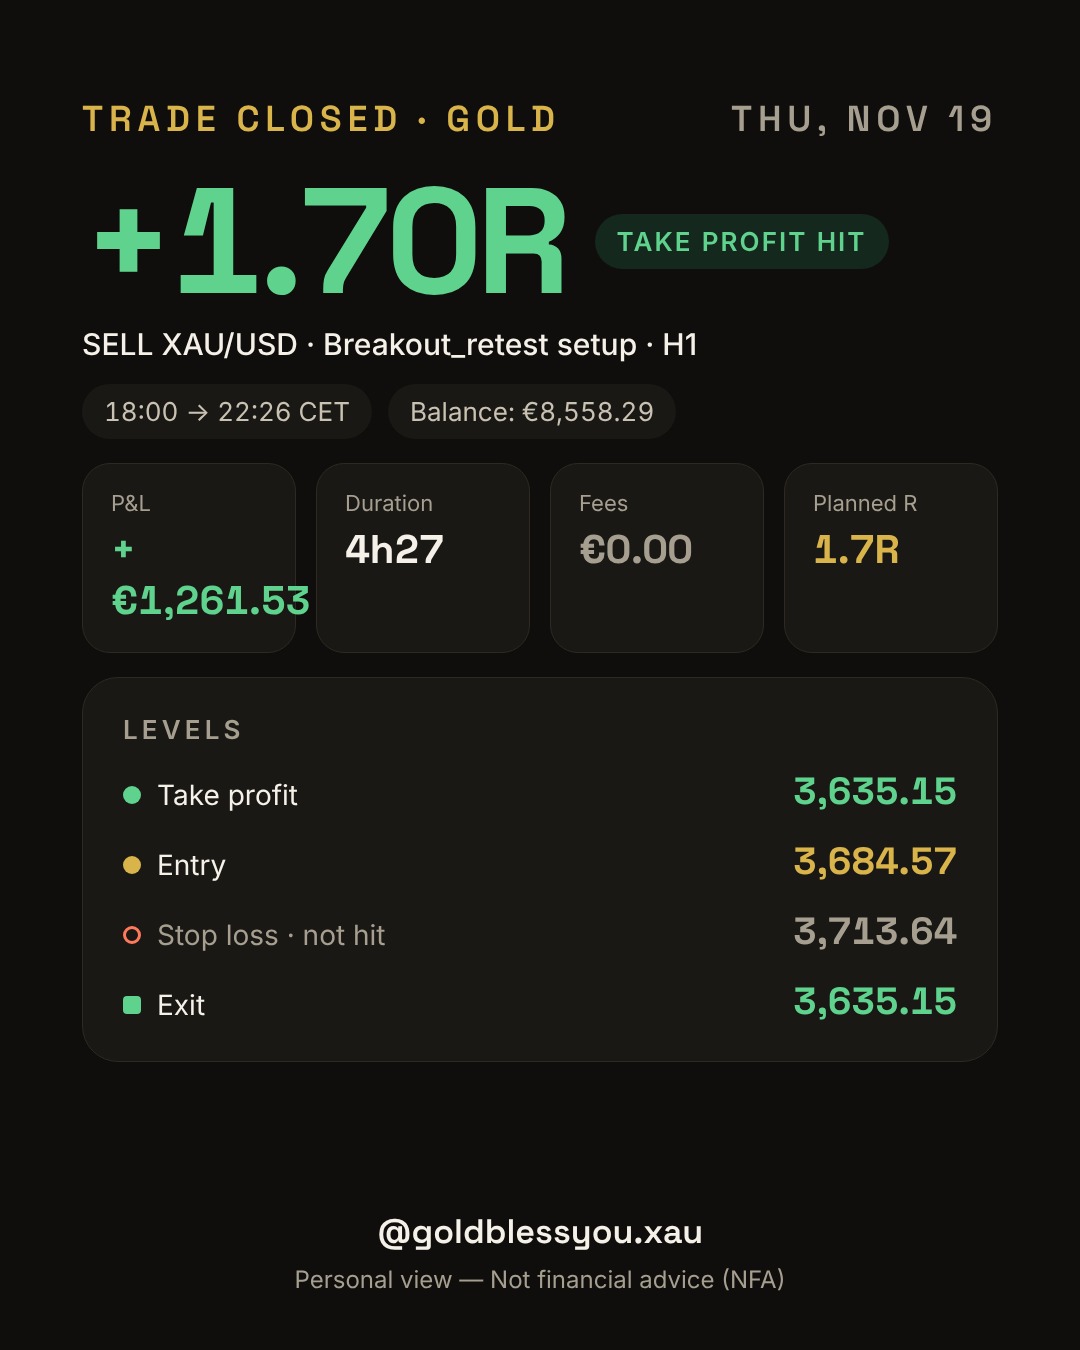 TRADE CLOSED · GOLD THU, NOV 19
+1.70R TAKE PROFIT HIT
SELL XAU/USD · Breakout_retest setup · H1
18:00 → 22:26 CET Balance: €8,558.29
P&L Duration Fees Planned R
+ 4h27 €0.00 1.7R
€1,261.53
LEVELS
Take profit 3,635.15
Entry 3,684.57
Stop loss · not hit 3,713.64
Exit 3,635.15
@goldblessyou.xau
Personal view — Not financial advice (NFA)